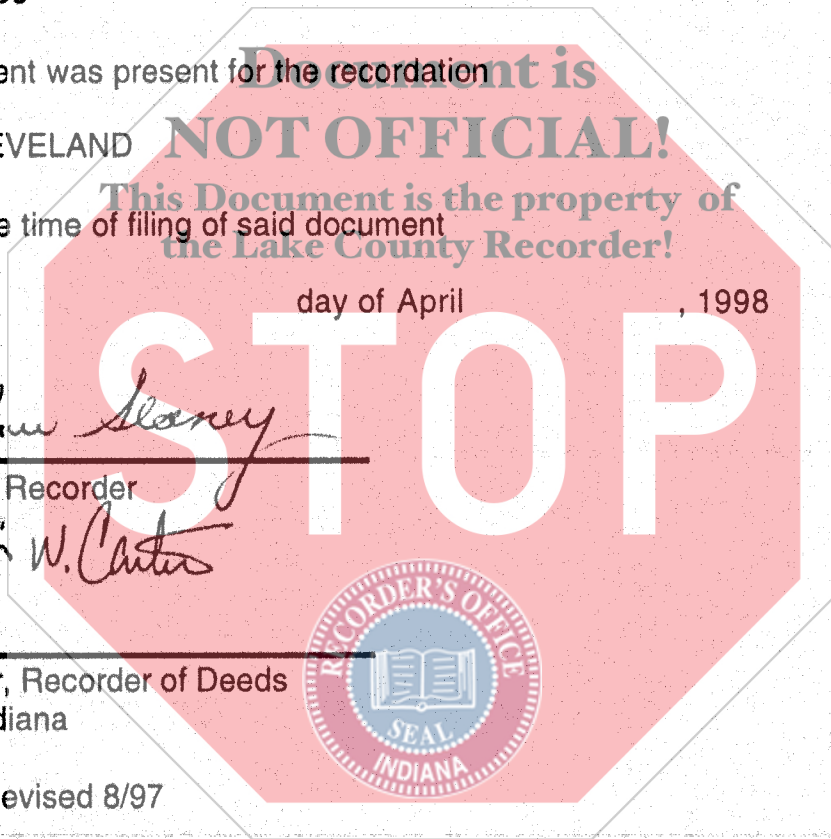 Document is
ent was present for the recordation
EVELAND
NOT OFFICIAL!
This Document is the property of
e time of filing of said document
the Lake County Recorder!
day of April , 1998
STOP
Recorder
W. Carter
, Recorder of Deeds
diana
RECORDER'S OFFICE
SEAL
INDIANA
evised 8/97